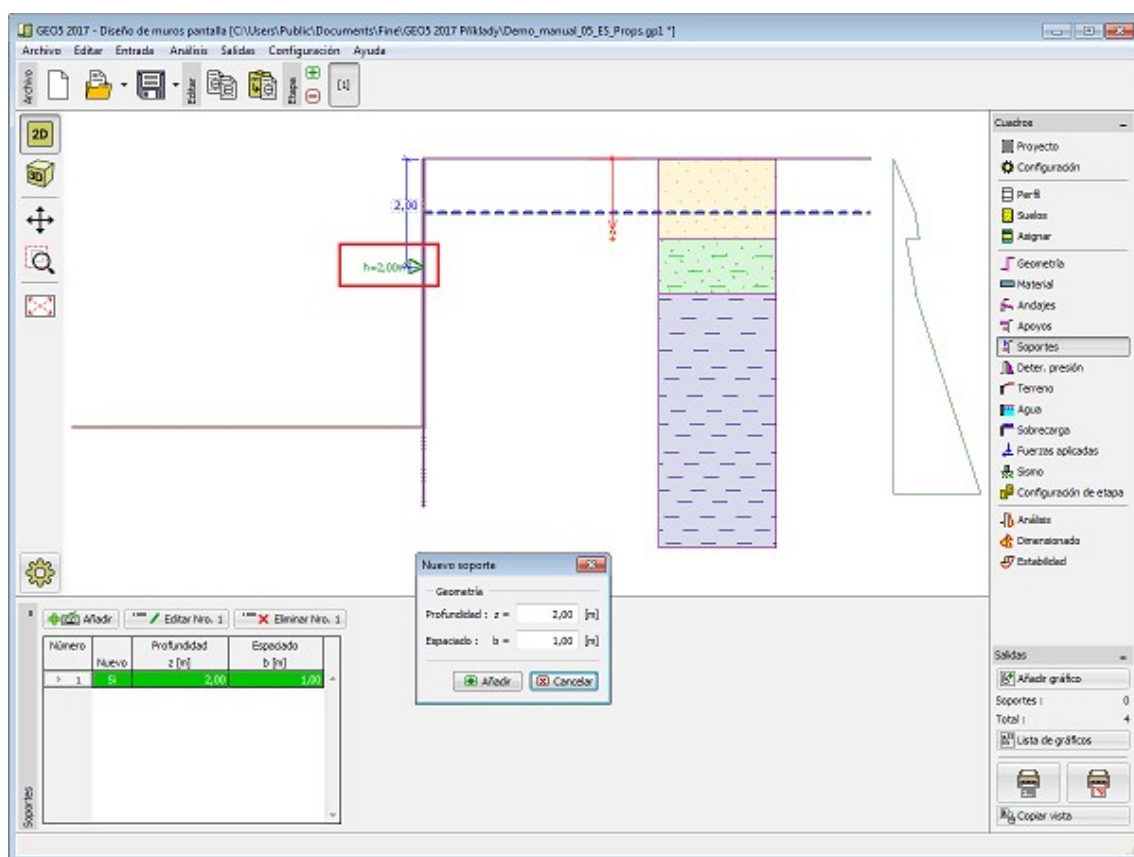 GEO5 2017 - Diseño de muros pantalla [C:\Users\Public\Documents\Fine\GEO5 2017 Příklady\Demo_manual_05_ES_Props.gp1 *]
Archivo Editar Entrada Análisis Salidas Configuración Ayuda
Archivo
Editar
Etapa
[1]
2D
3D
2,00
h=2,00m
+z
Cuadros
Proyecto
Configuración
Perfil
Suelos
Asignar
Geometría
Material
Anclajes
Apoyos
Soportes
Deter. presión
Terreno
Agua
Sobrecarga
Fuerzas aplicadas
Sismo
Configuración de etapa
Análisis
Dimensionado
Estabilidad
Nuevo soporte
Geometría
Profundidad : z = 2,00 [m]
Espaciado : b = 1,00 [m]
Añadir Cancelar
Soportes
Añadir Editar Nro. 1 Eliminar Nro. 1
Número Nuevo Profundidad z [m] Espaciado b [m]
> 1 Si 2,00 1,00
Salidas
Añadir gráfico
Soportes : 0
Total : 4
Lista de gráficos
Copiar vista